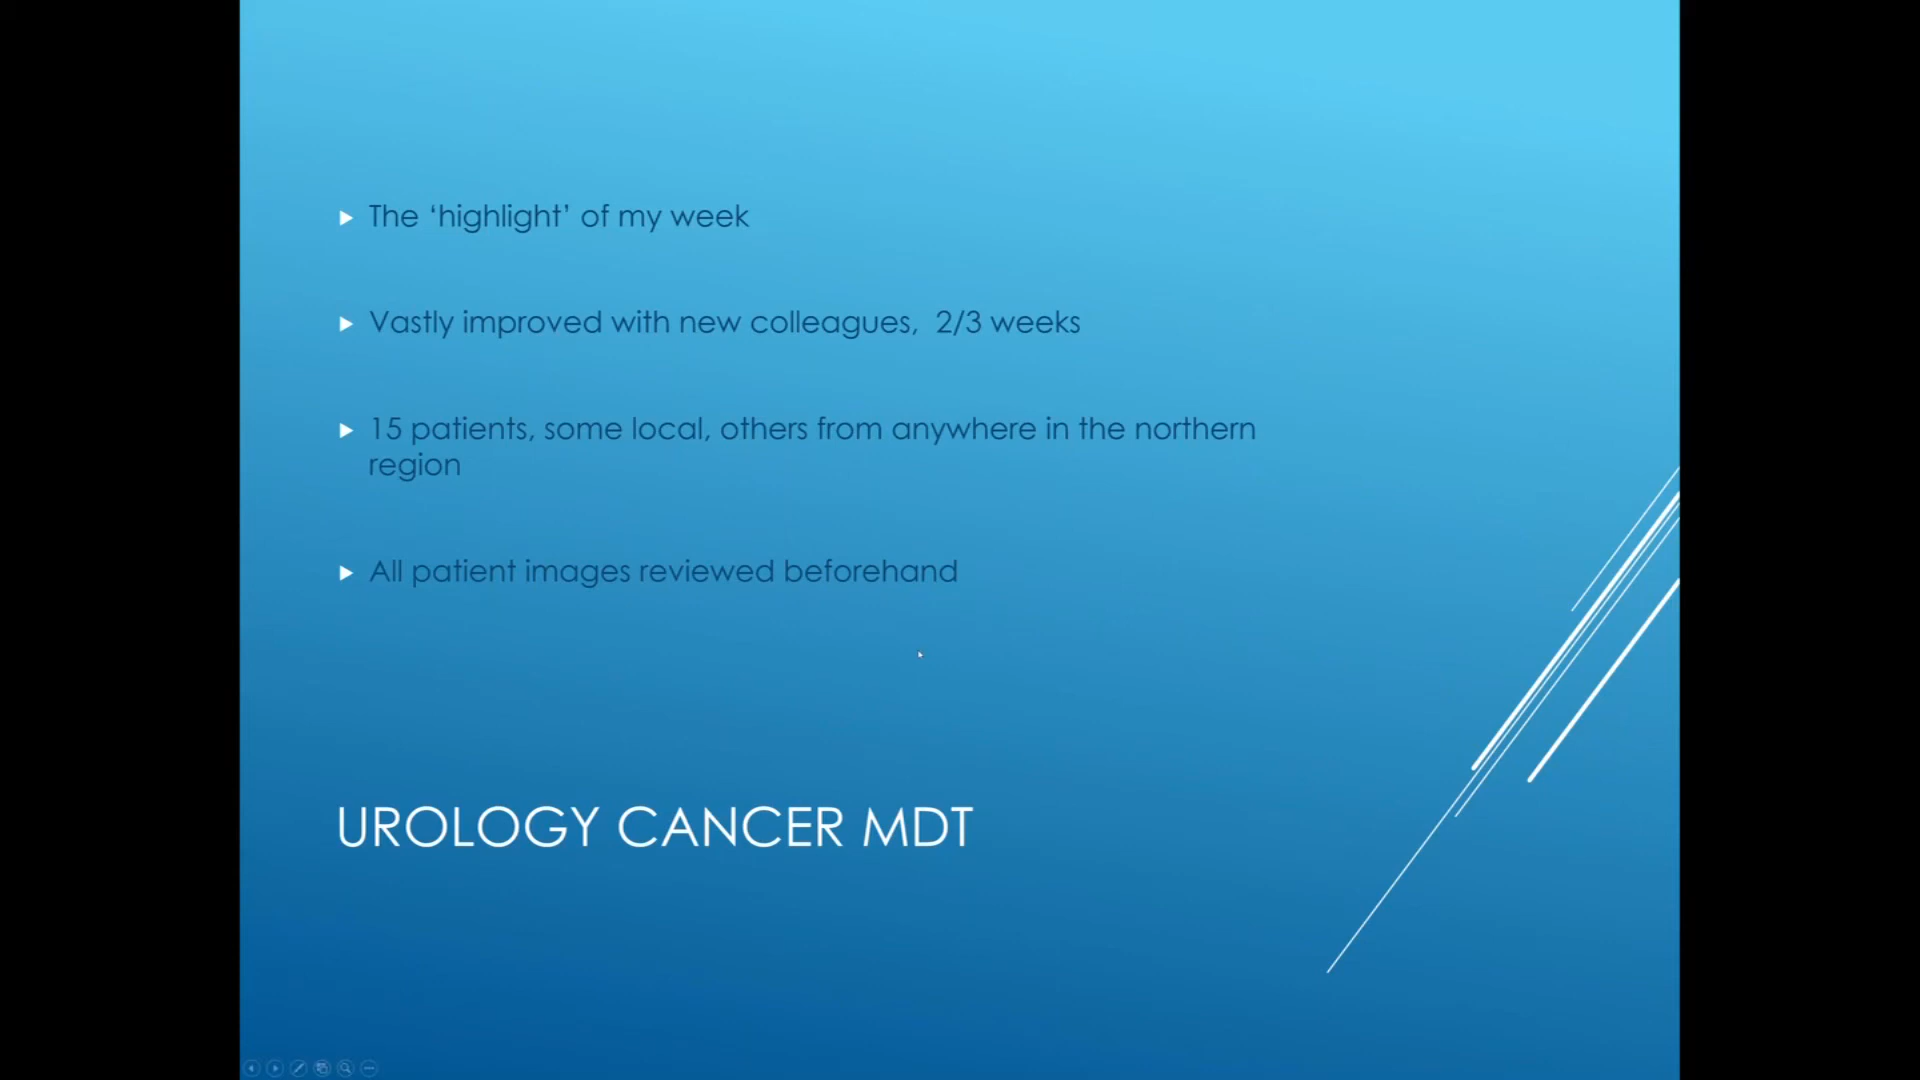 The ‘highlight’ of my week
Vastly improved with new colleagues,  2/3 weeks
15 patients, some local, others from anywhere in the northern
region
All patient images reviewed beforehand
UROLOGY CANCER MDT